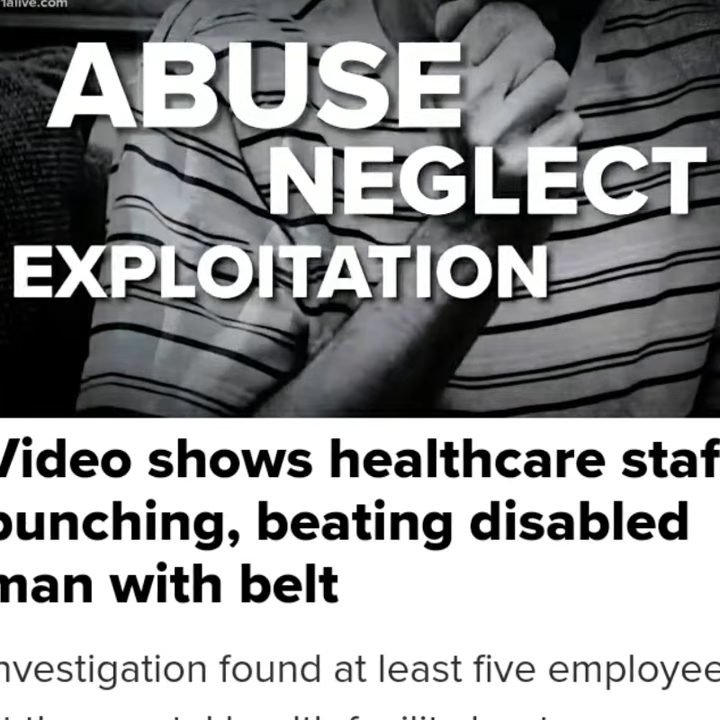 ABUSE
NEGLECT
EXPLOITATION
Video shows healthcare staf
punching, beating disabled
man with belt
nvestigation found at least five employee